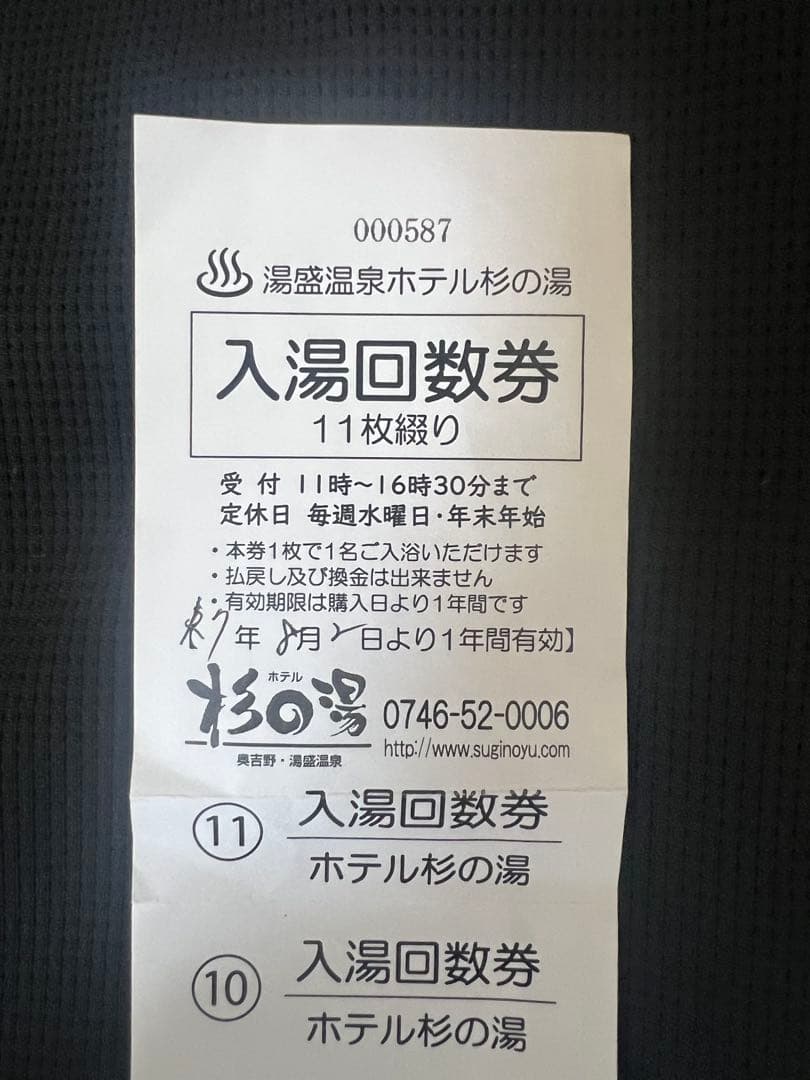 000587
湯盛温泉ホテル杉の湯
入湯回数券
11枚綴り
受付 11時～16時30分まで
定休日 毎週水曜日・年末年始
・本券1枚で1名ご入浴いただけます
・払戻し及び換金は出来ません
・有効期限は購入日より1年間です
年 8月2日より1年間有効】
ホテル
杉の湯
奥吉野・湯盛温泉
0746-52-0006
http://www.suginoyu.com
⑪ 入湯回数券
ホテル杉の湯
⑩ 入湯回数券
ホテル杉の湯